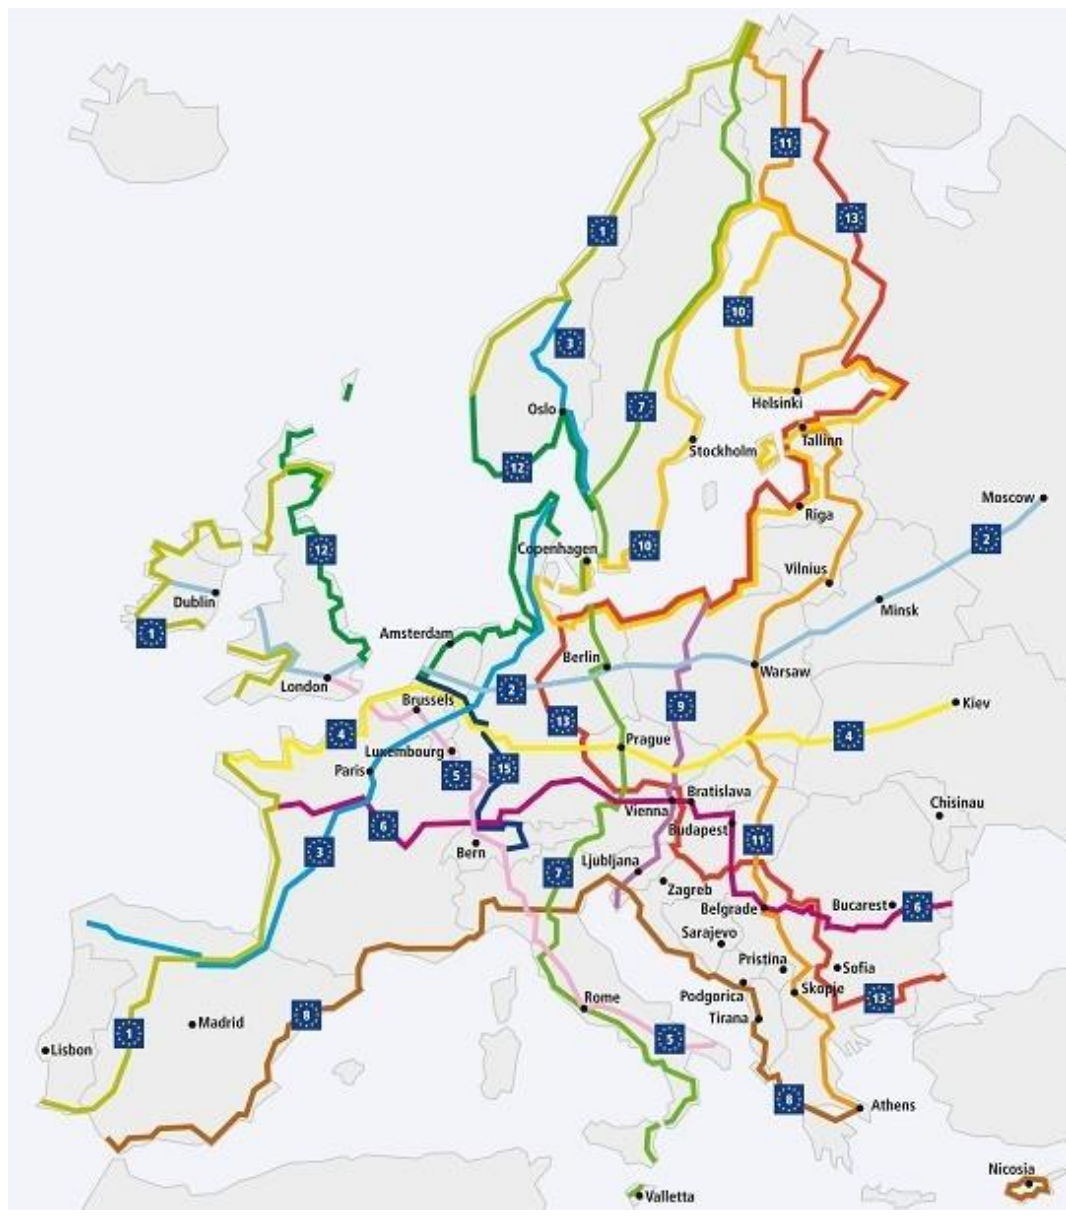 11
13
1
10
3
Oslo
7
Helsinki
Tallinn
Stockholm
12
Moscow
Riga
2
12
Copenhagen
10
Vilnius
Dublin
Minsk
1
Amsterdam
Berlin
Warsaw
London
2
Brussels
9
Kiev
13
4
4
Prague
Luxembourg
Paris
5
15
Bratislava
Vienna
Chisinau
6
Budapest
11
3
Bern
Ljubljana
7
Zagreb
Belgrade
Bucarest
6
Sarajevo
Pristina
Sofia
Podgorica
Skopje
13
Rome
8
Tirana
Madrid
1
5
Lisbon
8
Athens
Nicosia
Valletta